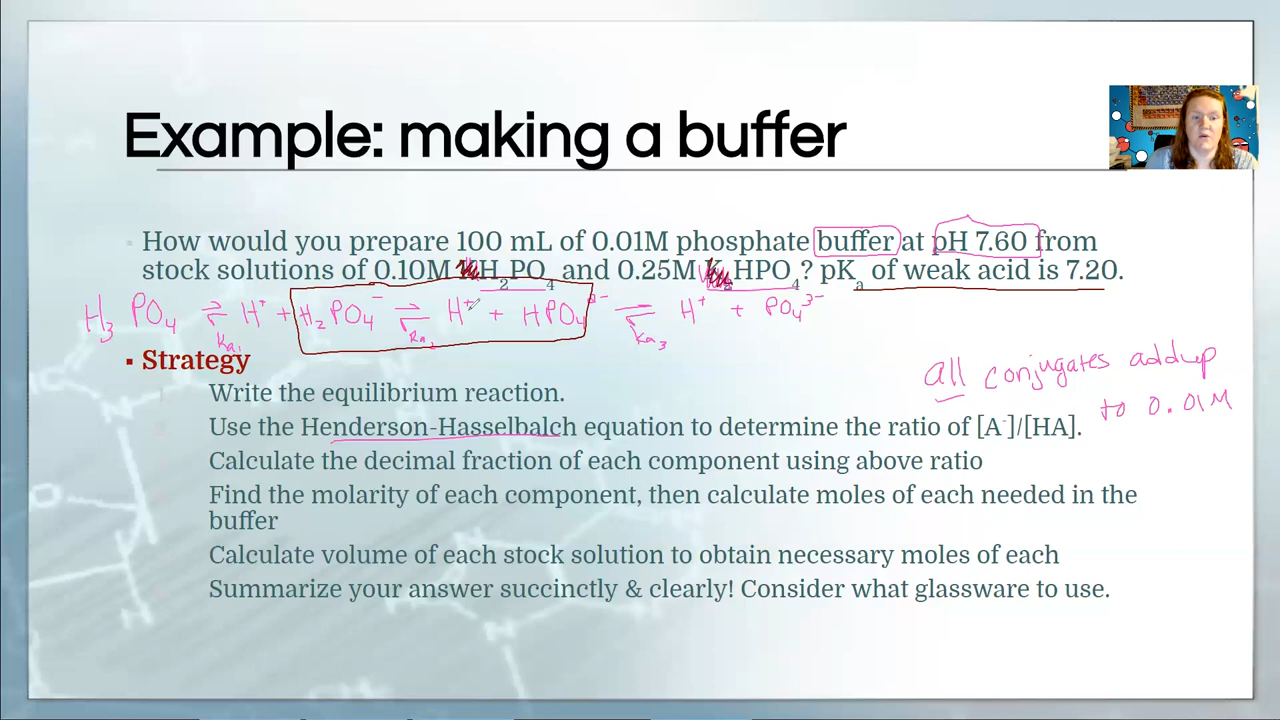 Example: making a buffer
How would you prepare 100 mL of 0.01M phosphate buffer at pH 7.60 from
stock solutions of 0.10M H2PO4 and 0.25M HPO4 ? pKa of weak acid is 7.20.
H3PO4 ⇌ H+ + H2PO4- ⇌ H+ + HPO4 2- ⇌ H+ + PO4 3-
Ka1 Ka2 Ka3
▪ Strategy
all conjugates add up
to 0.01M
Write the equilibrium reaction.
Use the Henderson-Hasselbalch equation to determine the ratio of [A-]/[HA].
Calculate the decimal fraction of each component using above ratio
Find the molarity of each component, then calculate moles of each needed in the
buffer
Calculate volume of each stock solution to obtain necessary moles of each
Summarize your answer succinctly & clearly! Consider what glassware to use.